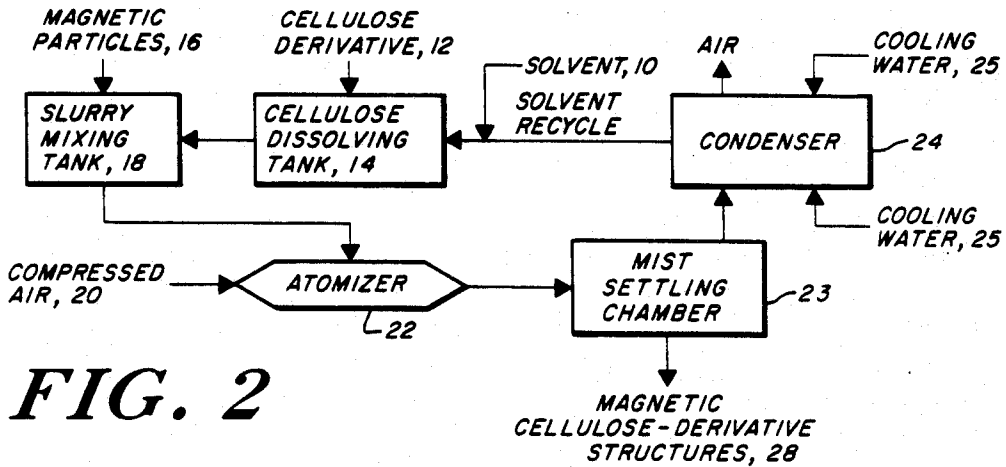 MAGNETIC
PARTICLES, 16
CELLULOSE
DERIVATIVE, 12
SOLVENT, 10
SOLVENT
RECYCLE
AIR
COOLING
WATER, 25
SLURRY
MIXING
TANK, 18
CELLULOSE
DISSOLVING
TANK, 14
CONDENSER
24
COOLING
WATER, 25
COMPRESSED
AIR, 20
ATOMIZER
22
MIST
SETTLING
CHAMBER
23
MAGNETIC
CELLULOSE-DERIVATIVE
STRUCTURES, 28
FIG. 2